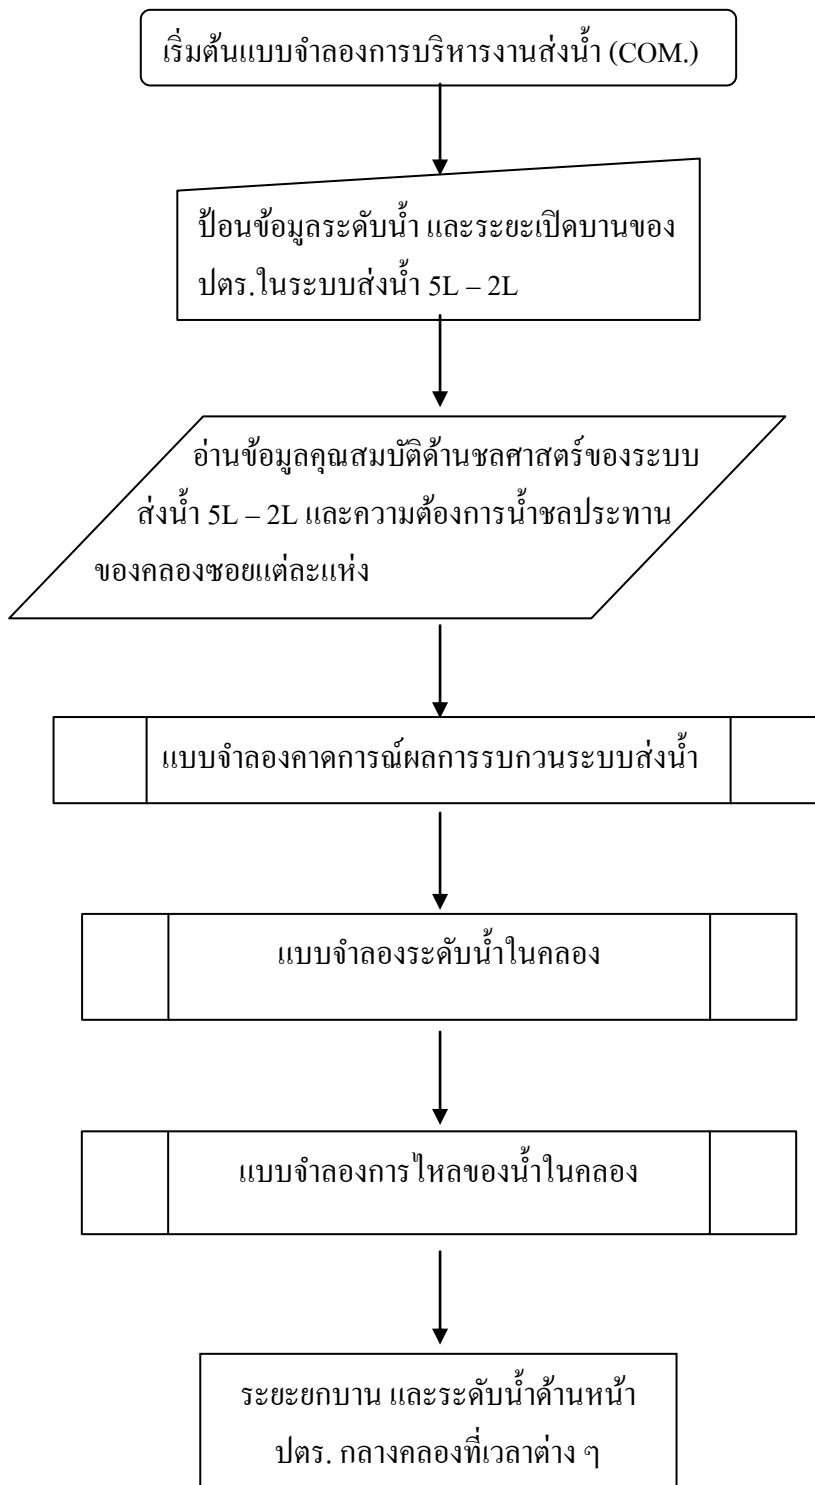 เริ่มต้นแบบจำลองการบริหารงานส่งน้ำ (COM.)
ป้อนข้อมูลระดับน้ำ และระยะเปิดบานของ
ปตร.ในระบบส่งน้ำ 5L – 2L
อ่านข้อมูลคุณสมบัติด้านชลศาสตร์ของระบบ
ส่งน้ำ 5L – 2L และความต้องการน้ำชลประทาน
ของคลองซอยแต่ละแห่ง
แบบจำลองคาดการณ์ผลการรบกวนระบบส่งน้ำ
แบบจำลองระดับน้ำในคลอง
แบบจำลองการไหลของน้ำในคลอง
ระยะยกบาน และระดับน้ำด้านหน้า
ปตร. กลางคลองที่เวลาต่าง ๆ